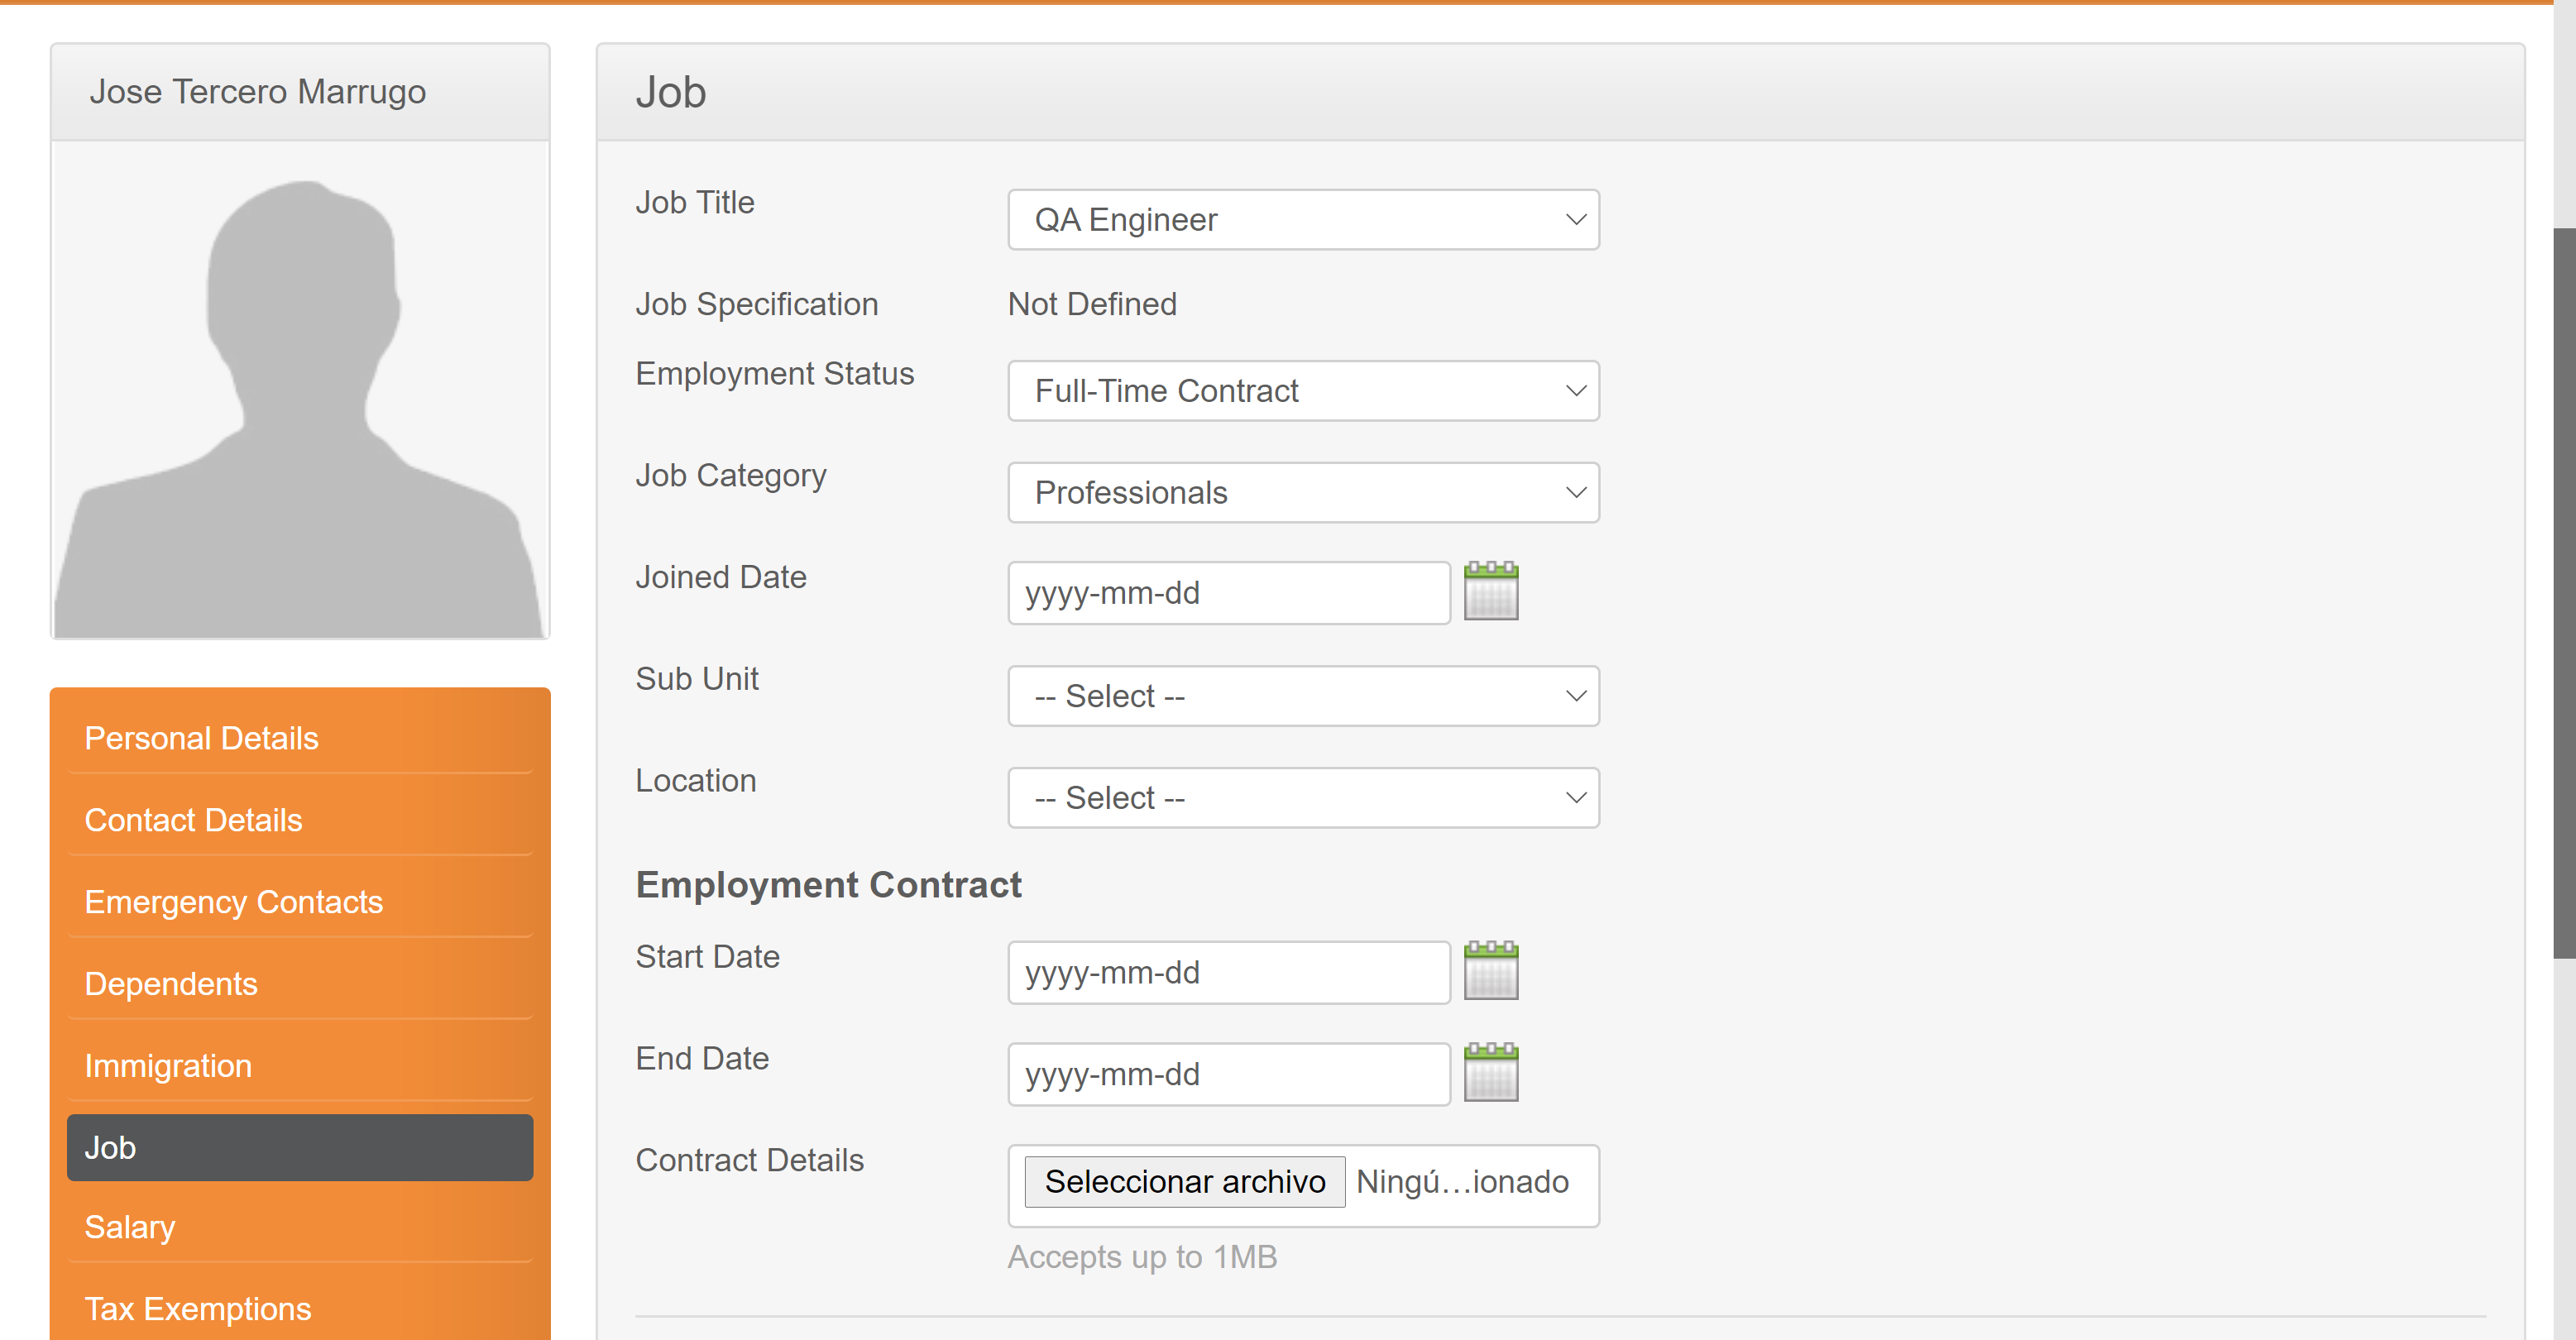 Jose Tercero Marrugo
Personal Details
Contact Details
Emergency Contacts
Dependents
Immigration
Job
Salary
Tax Exemptions
Job
Job Title
QA Engineer
Job Specification
Not Defined
Employment Status
Full-Time Contract
Job Category
Professionals
Joined Date
yyyy-mm-dd
Sub Unit
-- Select --
Location
-- Select --
Employment Contract
Start Date
yyyy-mm-dd
End Date
yyyy-mm-dd
Contract Details
Seleccionar archivo Ningú…ionado
Accepts up to 1MB